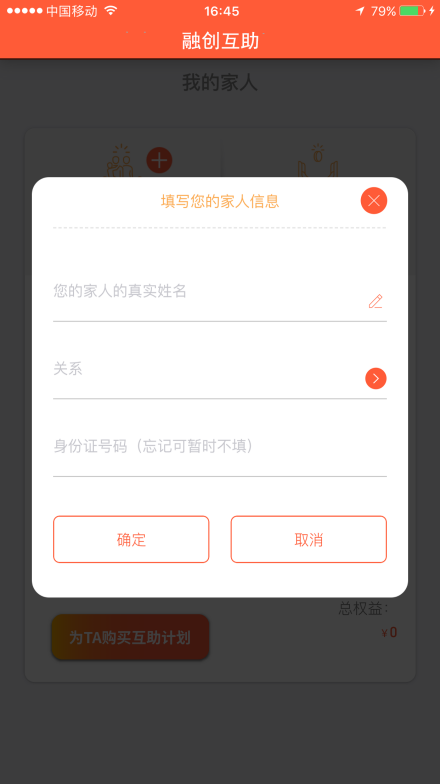 中国移动 16:45 79%
融创互助
我的家人
填写您的家人信息
您的家人的真实姓名
关系
身份证号码（忘记可暂时不填）
确定 取消
总权益：
¥0
为TA购买互助计划